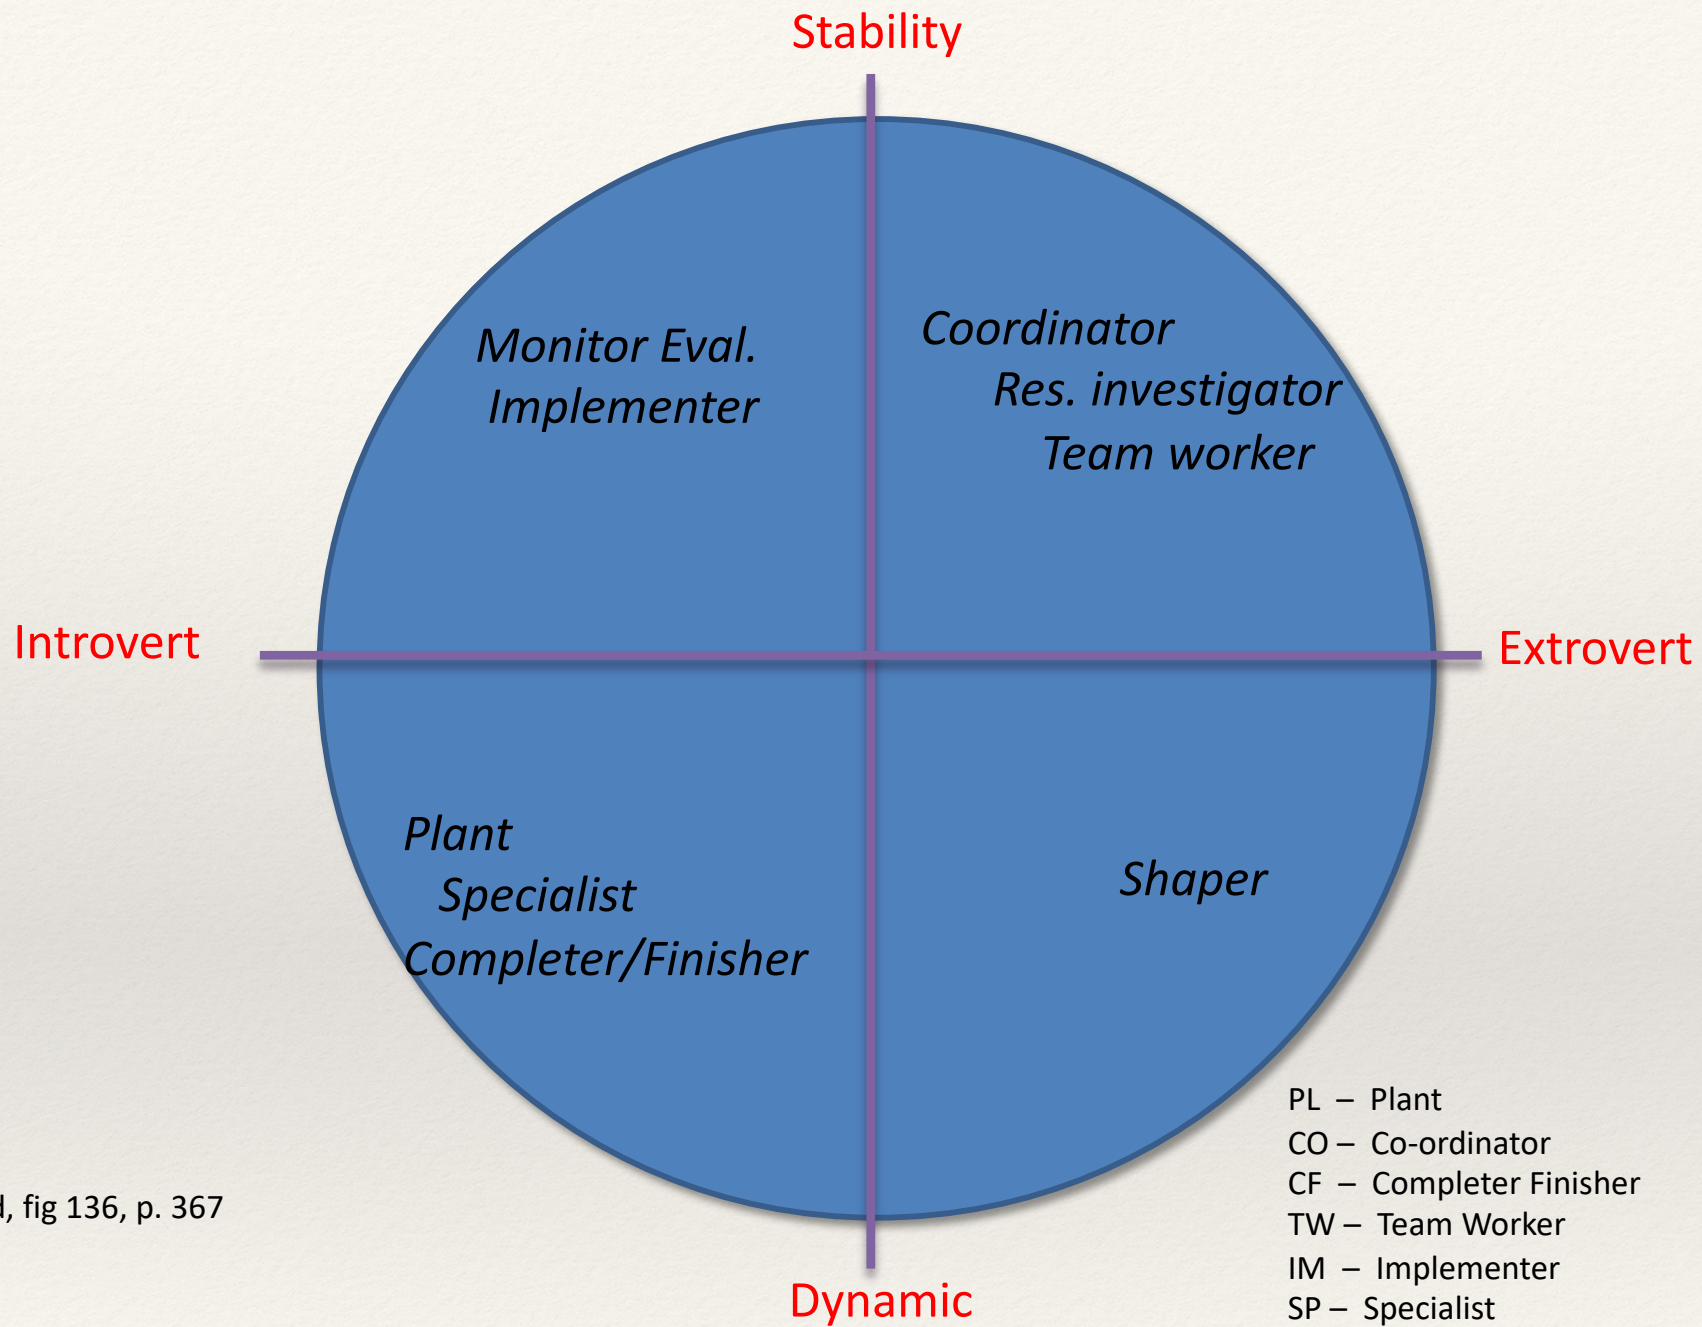 Stability
Monitor Eval.
Implementer
Coordinator
Res. investigator
Team worker
Introvert
Extrovert
Plant
Specialist
Completer/Finisher
Shaper
fig 136, p. 367
Dynamic
PL – Plant
CO – Co-ordinator
CF – Completer Finisher
TW – Team Worker
IM – Implementer
SP – Specialist